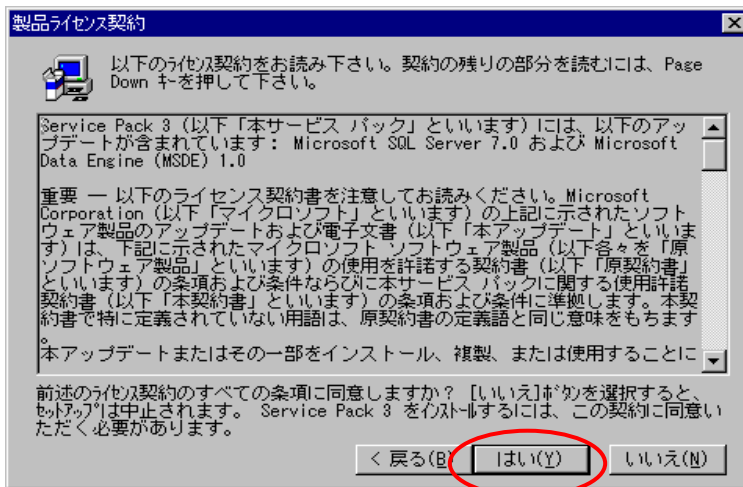 製品ライセンス契約
以下のﾗｲｾﾝｽ契約をお読み下さい。契約の残りの部分を読むには、Page
Down ｷｰを押して下さい。
Service Pack 3 (以下「本サービス パック」といいます) には、以下のアッ
プデートが含まれています: Microsoft SQL Server 7.0 および Microsoft
Data Engine (MSDE) 1.0
重要 ― 以下のライセンス契約書を注意してお読みください。Microsoft
Corporation (以下「マイクロソフト」といいます) の上記に示されたソフト
ウェア製品のアップデートおよび電子文書 (以下「本アップデート」といいま
す) は、下記に示されたマイクロソフト ソフトウェア製品 (以下各々を「原
ソフトウェア製品」といいます) の使用を許諾する契約書 (以下「原契約書」
といいます) の条項および条件ならびに本サービス パックに関する使用許諾
契約書 (以下「本契約書」といいます) の条項および条件に準拠します。本契
約書で特に定義されていない用語は、原契約書の定義語と同じ意味をもちます
。
本アップデートまたはその一部をインストール、複製、または使用することに
前述のﾗｲｾﾝｽ契約のすべての条項に同意しますか? [いいえ]ﾎﾞﾀﾝを選択すると、
ｾｯﾄｱｯﾌﾟは中止されます。 Service Pack 3 をｲﾝｽﾄｰﾙするには、この契約に同意い
ただく必要があります。
< 戻る(B) はい(Y) いいえ(N)